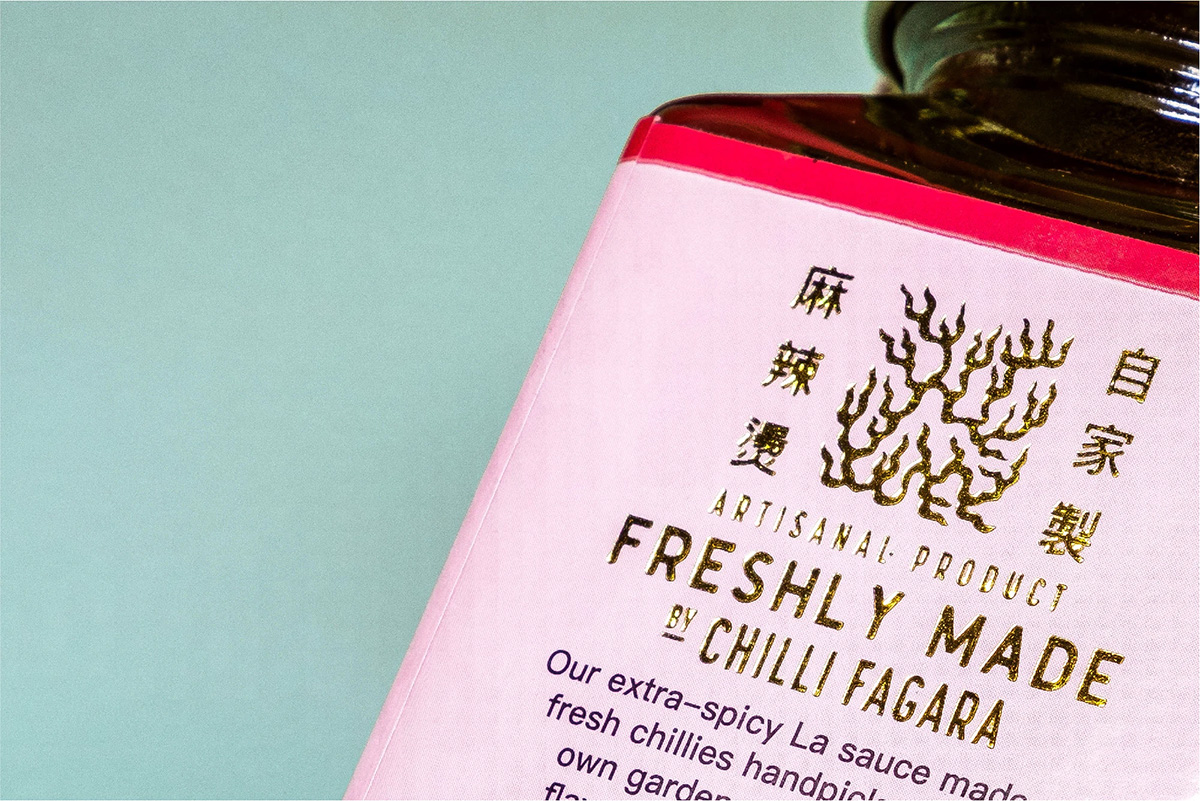 麻辣燙
自家製
ARTISANAL PRODUCT
FRESHLY MADE
BY CHILLI FAGARA
Our extra–spicy La sauce made
fresh chillies
own garden